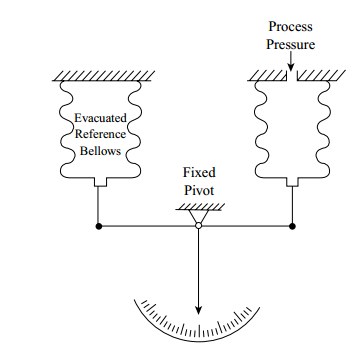 Process
Pressure
Evacuated
Reference
Bellows
Fixed
Pivot